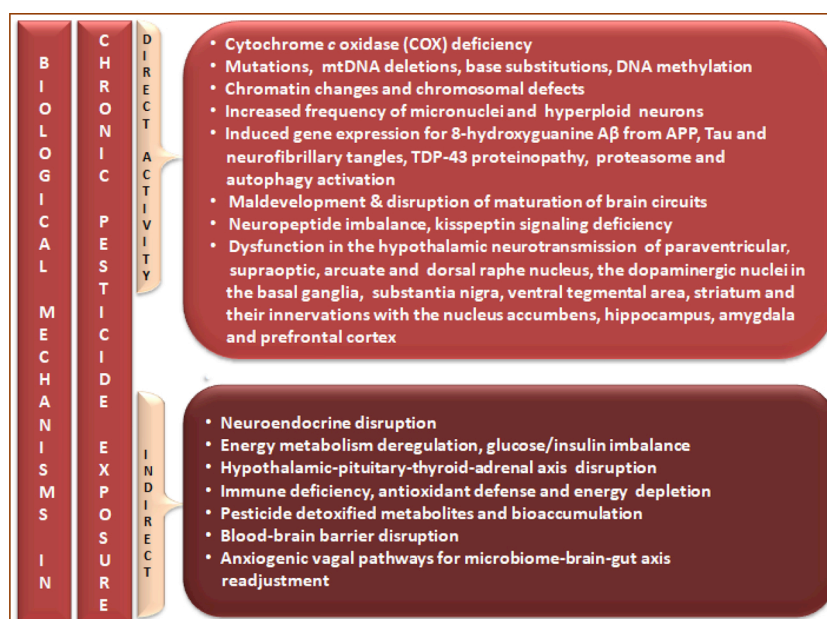 BIOLOGICAL MECHANISMS IN
CHRONIC PESTICIDE EXPOSURE
DIRECT ACTIVITY
• Cytochrome c oxidase (COX) deficiency
• Mutations, mtDNA deletions, base substitutions, DNA methylation
• Chromatin changes and chromosomal defects
• Increased frequency of micronuclei and hyperploid neurons
• Induced gene expression for 8-hydroxyguanine Aβ from APP, Tau and
neurofibrillary tangles, TDP-43 proteinopathy, proteasome and
autophagy activation
• Maldevelopment & disruption of maturation of brain circuits
• Neuropeptide imbalance, kisspeptin signaling deficiency
• Dysfunction in the hypothalamic neurotransmission of paraventricular,
supraoptic, arcuate and dorsal raphe nucleus, the dopaminergic nuclei in
the basal ganglia, substantia nigra, ventral tegmental area, striatum and
their innervations with the nucleus accumbens, hippocampus, amygdala
and prefrontal cortex
INDIRECT
• Neuroendocrine disruption
• Energy metabolism deregulation, glucose/insulin imbalance
• Hypothalamic-pituitary-thyroid-adrenal axis disruption
• Immune deficiency, antioxidant defense and energy depletion
• Pesticide detoxified metabolites and bioaccumulation
• Blood-brain barrier disruption
• Anxiogenic vagal pathways for microbiome-brain-gut axis
readjustment